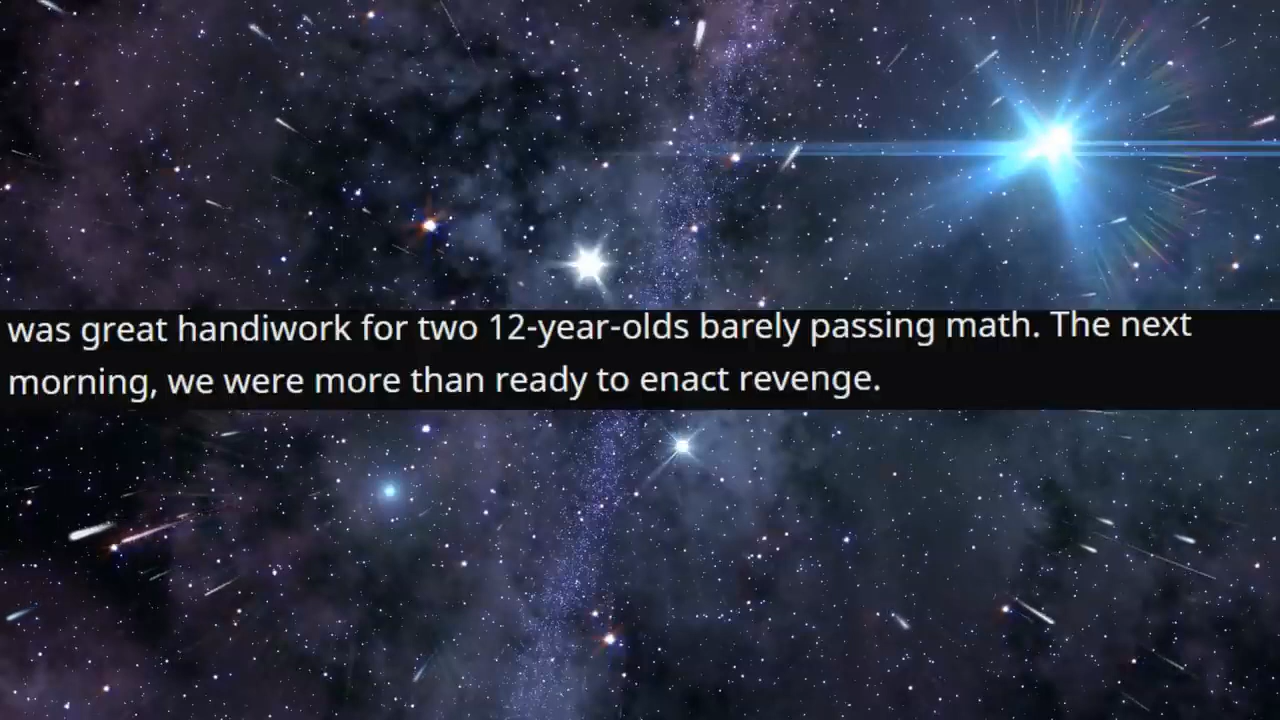 was great handiwork for two 12-year-olds barely passing math. The next
morning, we were more than ready to enact revenge.